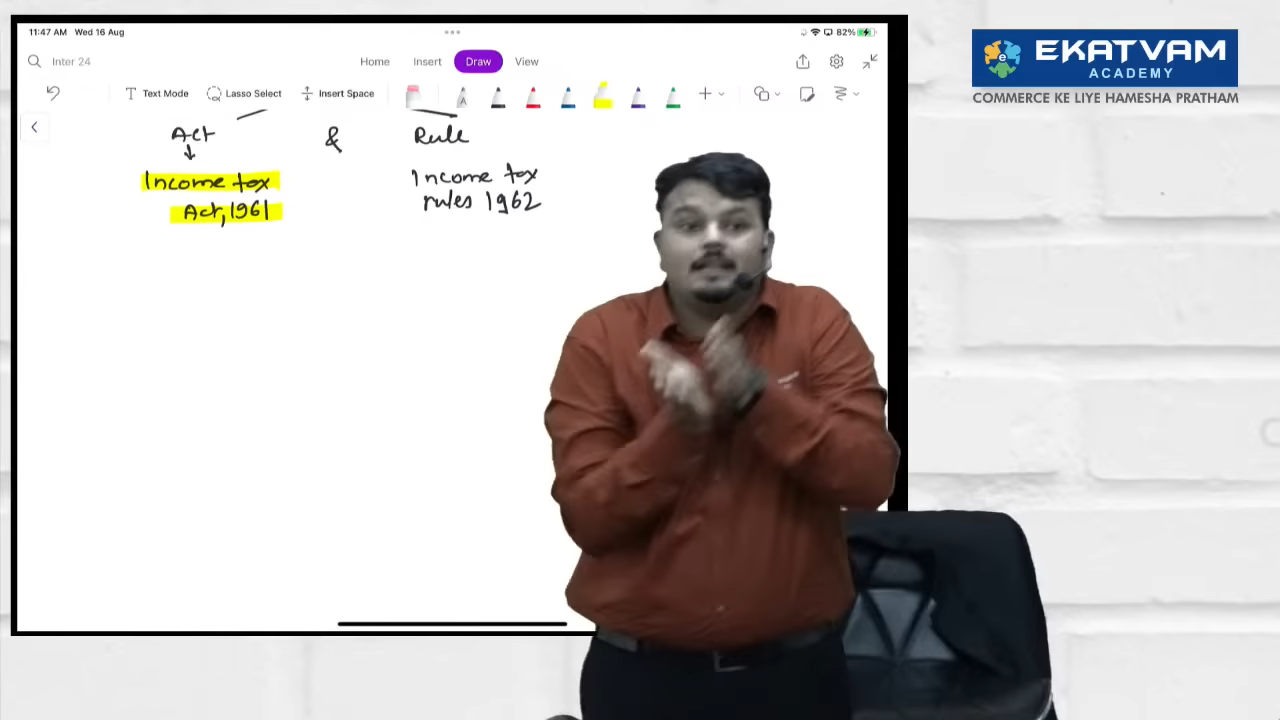 11:47 AM Wed 16 Aug
82%
Inter 24
Home Insert Draw View
Text Mode Lasso Select Insert Space
Act & Rule
Income tax
Act, 1961
Income tax
rules 1962
EKATVAM
ACADEMY
COMMERCE KE LIYE HAMESHA PRATHAM